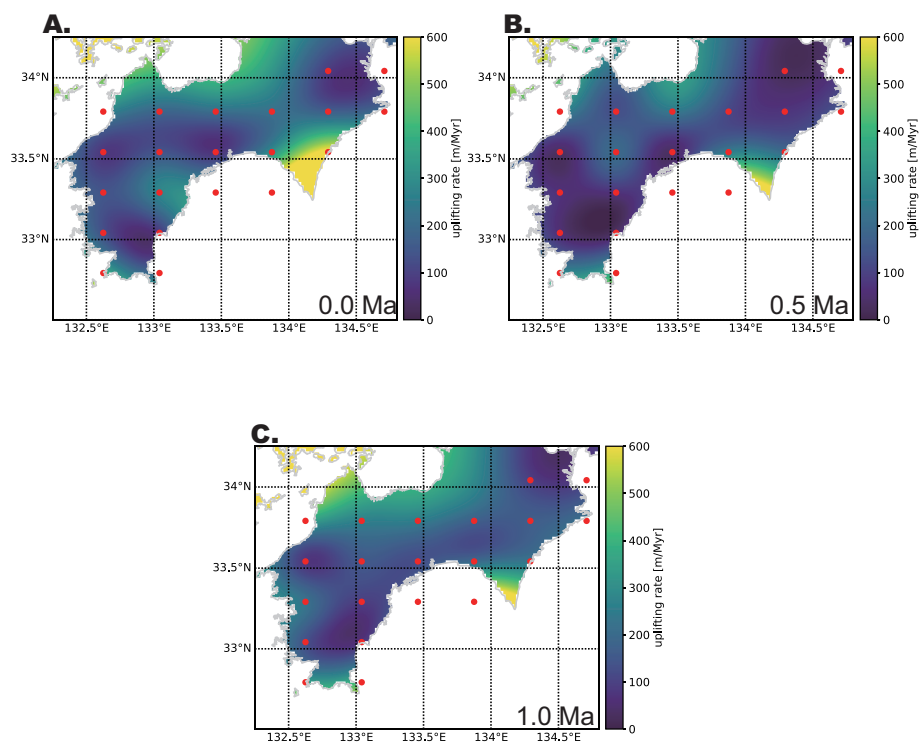 A.
34°N
33.5°N
33°N
132.5°E 133°E 133.5°E 134°E 134.5°E
0.0 Ma
600
500
400
300
200
100
0
uplifting rate [m/Myr]
B.
34°N
33.5°N
33°N
132.5°E 133°E 133.5°E 134°E 134.5°E
0.5 Ma
600
500
400
300
200
100
0
uplifting rate [m/Myr]
C.
34°N
33.5°N
33°N
132.5°E 133°E 133.5°E 134°E 134.5°E
1.0 Ma
600
500
400
300
200
100
0
uplifting rate [m/Myr]